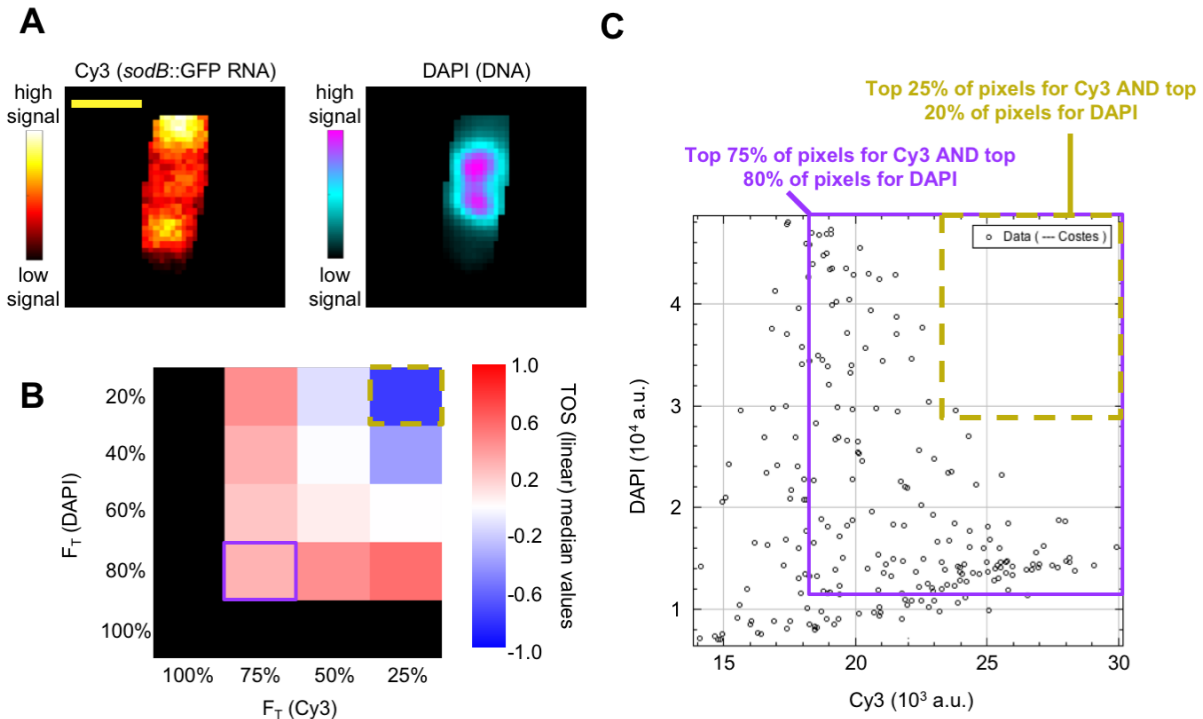 A
Cy3 (sodB::GFP RNA)
high
signal
low
signal
DAPI (DNA)
high
signal
low
signal
B
F_T (DAPI)
20%
40%
60%
80%
100%
100% 75% 50% 25%
F_T (Cy3)
1.0
0.6
0.2
-0.2
-0.6
-1.0
TOS (linear) median values
C
Top 25% of pixels for Cy3 AND top
20% of pixels for DAPI
Top 75% of pixels for Cy3 AND top
80% of pixels for DAPI
Data ( --- Costes )
DAPI (10⁴ a.u.)
4
3
2
1
15 20 25 30
Cy3 (10³ a.u.)